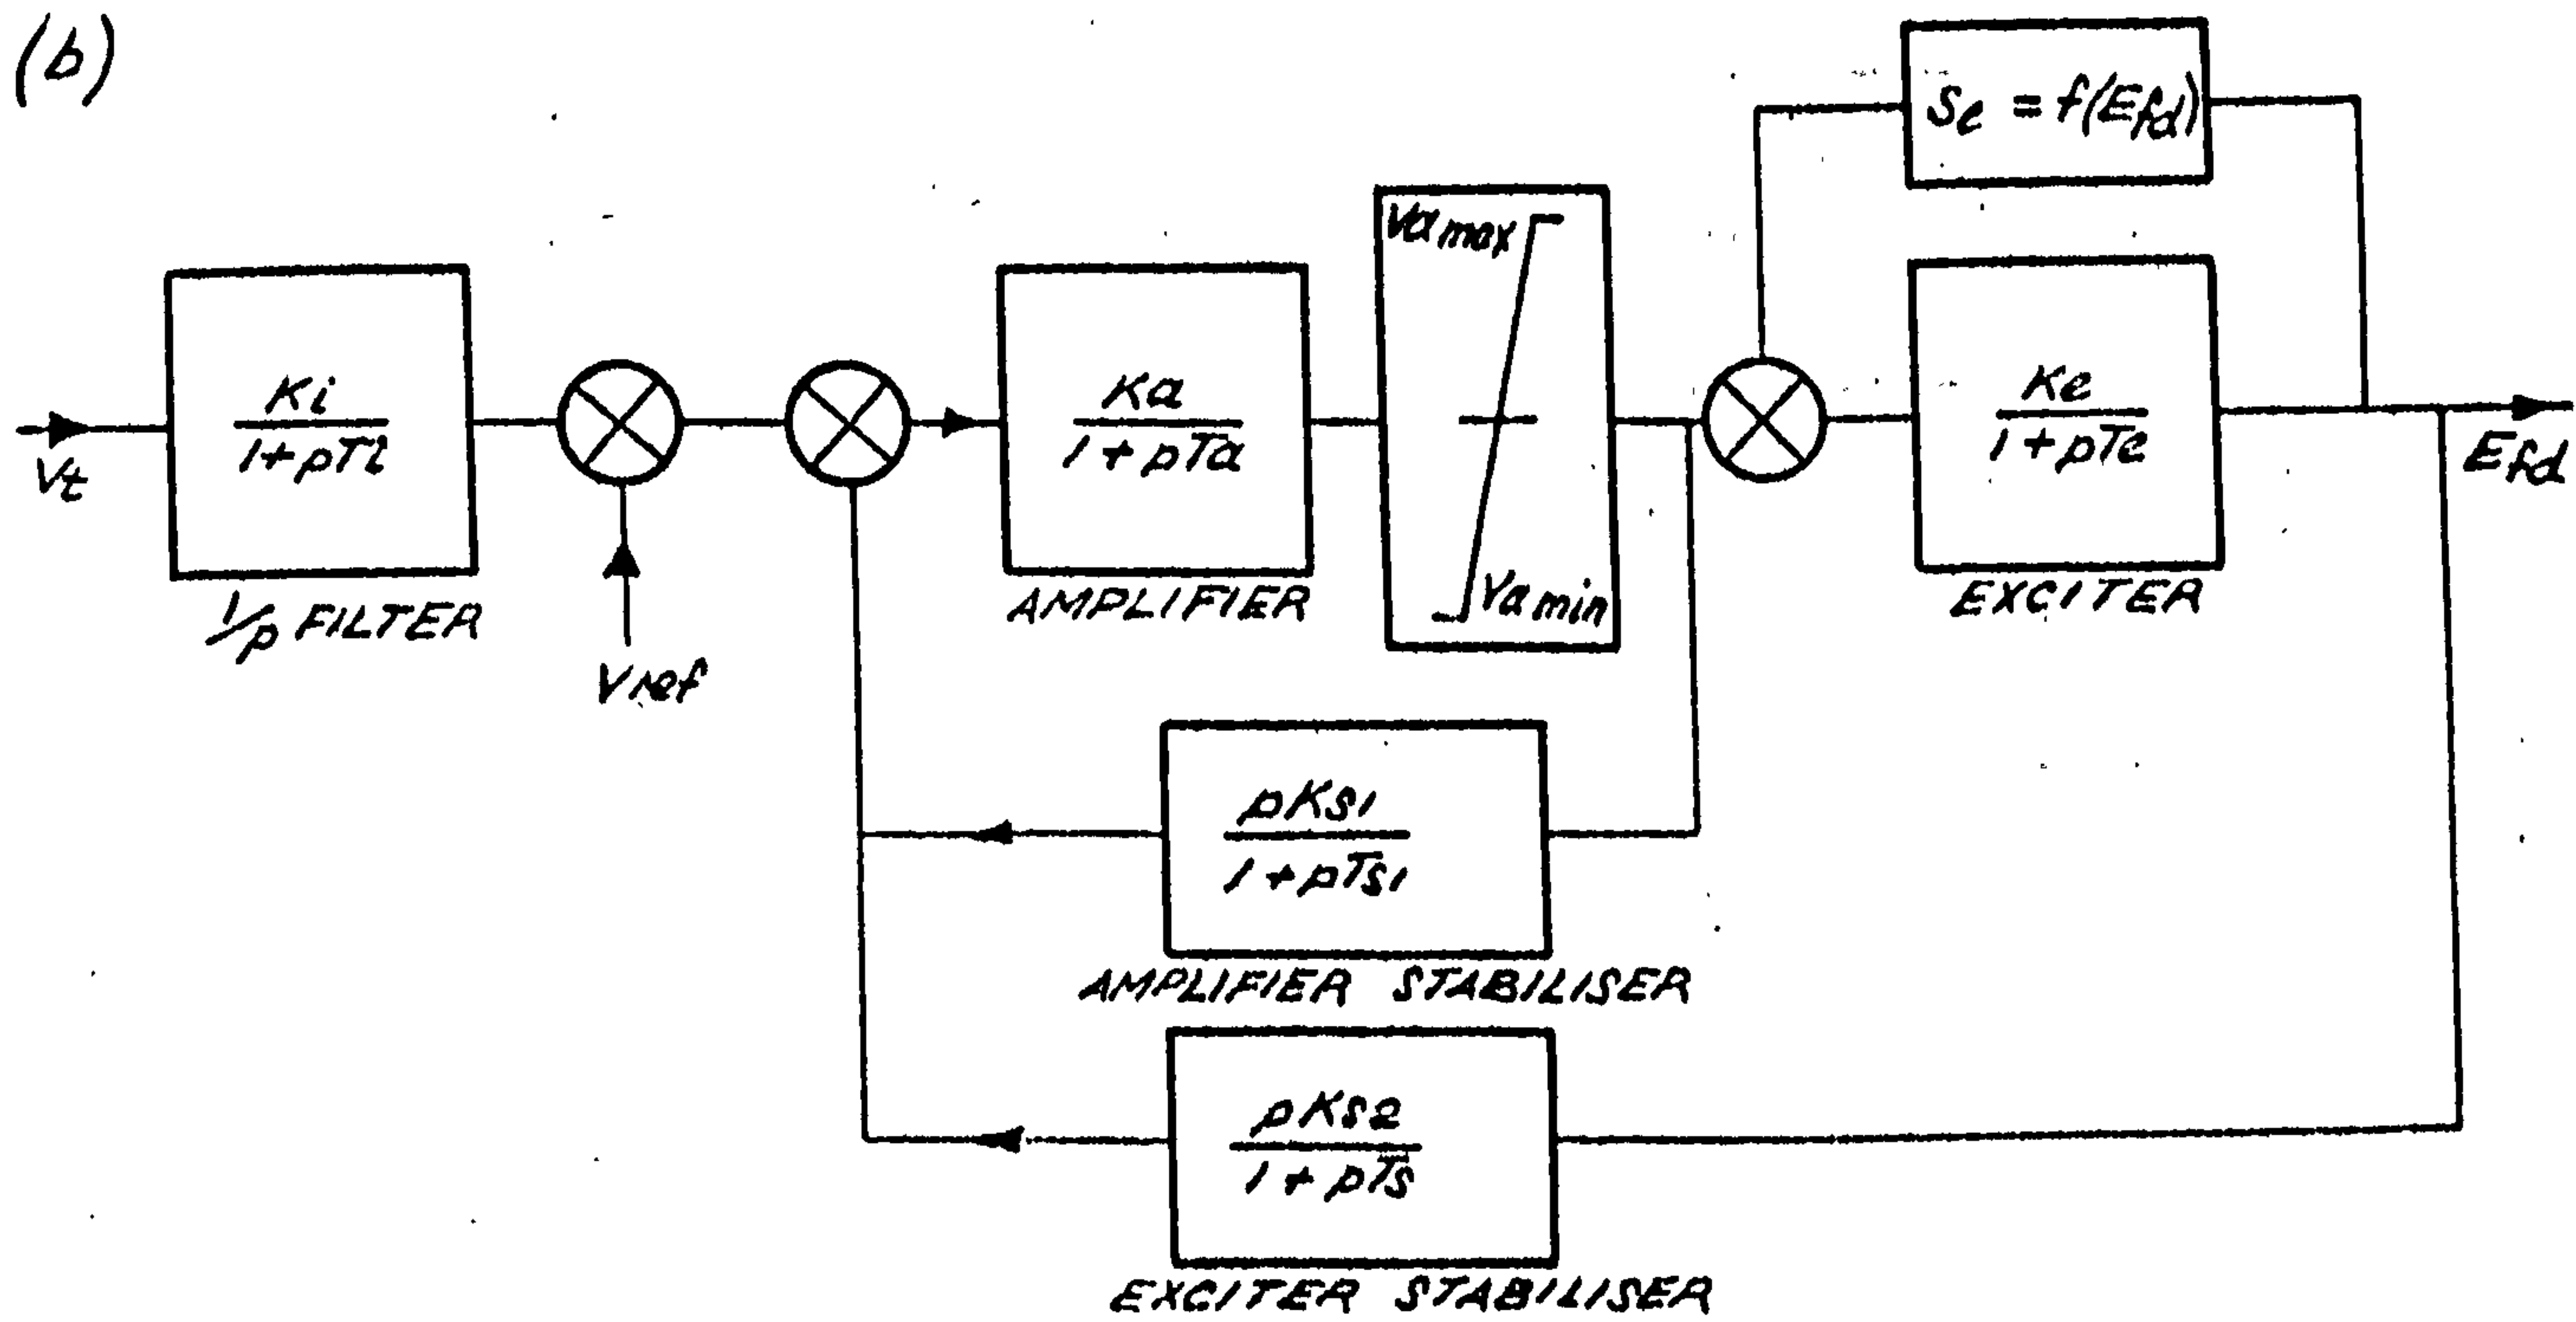 (b)
Se = f(Efd)
Va max
Ki
1+pTi
Ka
1+pTa
Ke
1+pTe
Vt
Efd
Va min
1/p FILTER
AMPLIFIER
EXCITER
Vref
pKs1
1+pTs1
AMPLIFIER STABILISER
pKs2
1+pTs
EXCITER STABILISER